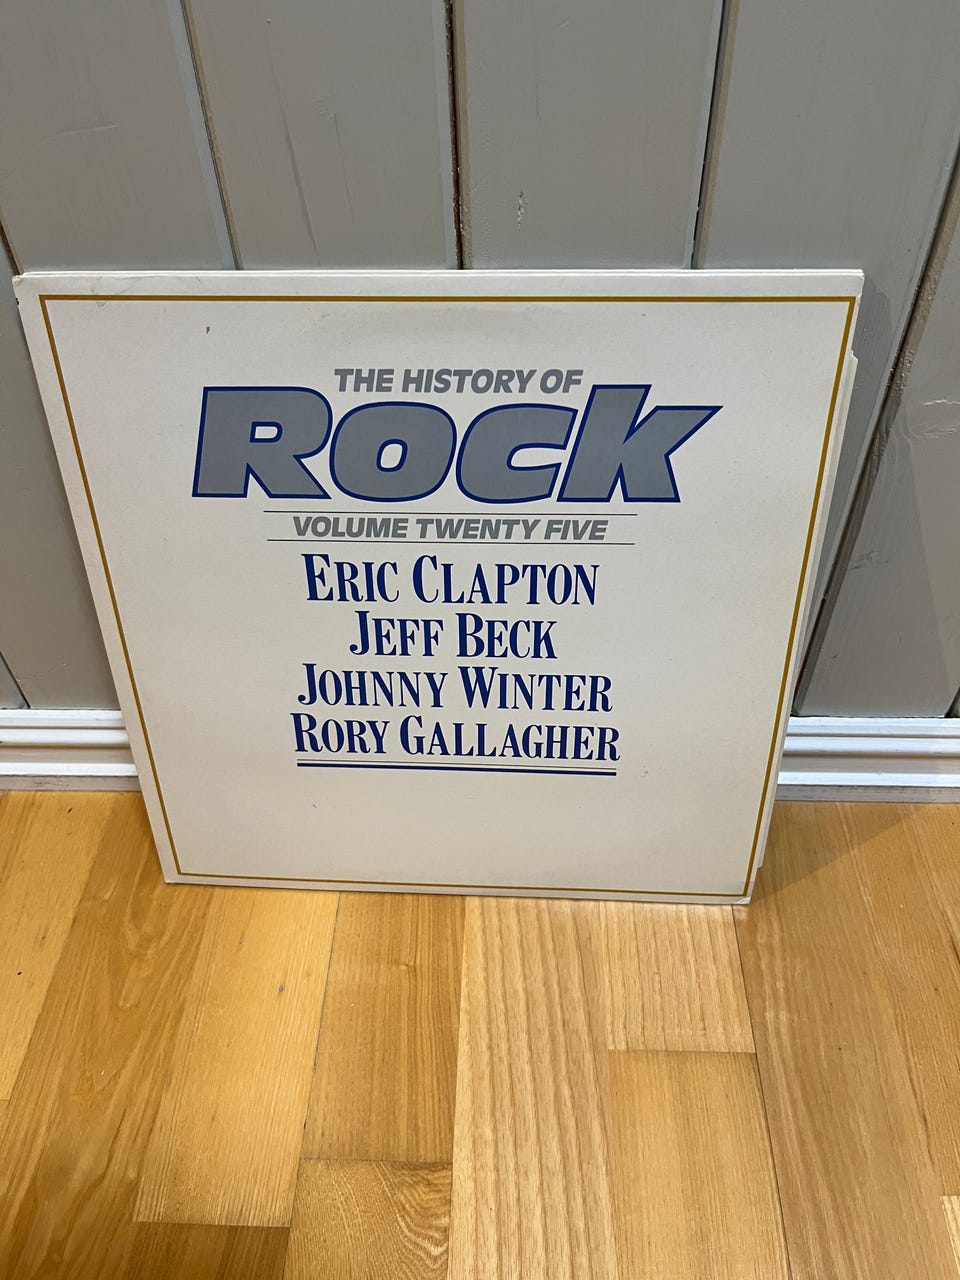 THE HISTORY OF
ROCK
VOLUME TWENTY FIVE
ERIC CLAPTON
JEFF BECK
JOHNNY WINTER
RORY GALLAGHER